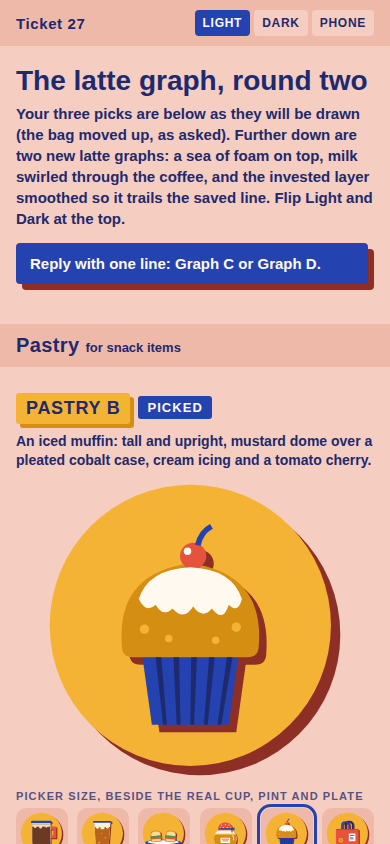 Ticket 27
LIGHT
DARK
PHONE
The latte graph, round two
Your three picks are below as they will be drawn
(the bag moved up, as asked). Further down are
two new latte graphs: a sea of foam on top, milk
swirled through the coffee, and the invested layer
smoothed so it trails the saved line. Flip Light and
Dark at the top.
Reply with one line: Graph C or Graph D.
Pastry for snack items
PASTRY B PICKED
An iced muffin: tall and upright, mustard dome over a
pleated cobalt case, cream icing and a tomato cherry.
PICKER SIZE, BESIDE THE REAL CUP, PINT AND PLATE